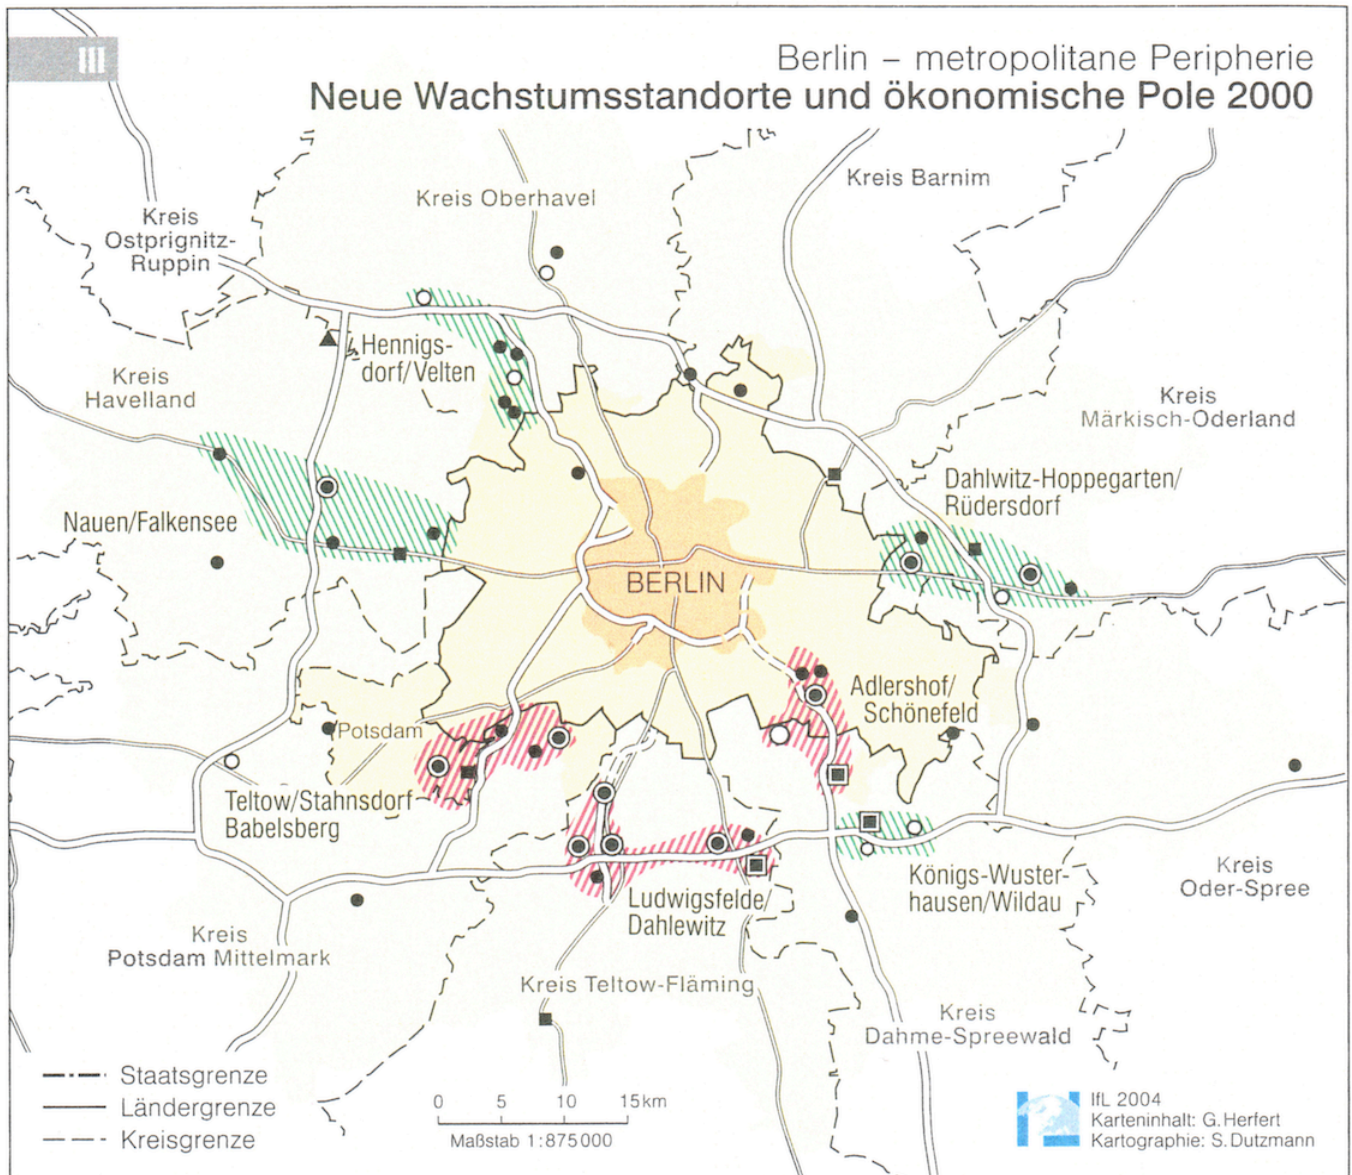 III
Berlin – metropolitane Peripherie
Neue Wachstumsstandorte und ökonomische Pole 2000
Kreis Barnim
Kreis Oberhavel
Kreis
Ostprignitz-
Ruppin
Hennigs-
dorf/Velten
Kreis
Havelland
Kreis
Märkisch-Oderland
Dahlwitz-Hoppegarten/
Rüdersdorf
Nauen/Falkensee
BERLIN
Adlershof/
Schönefeld
Potsdam
Teltow/Stahnsdorf
Babelsberg
Königs-Wuster-
hausen/Wildau
Kreis
Oder-Spree
Ludwigsfelde/
Dahlewitz
Kreis
Potsdam Mittelmark
Kreis Teltow-Fläming
Kreis
Dahme-Spreewald
Staatsgrenze
Ländergrenze
Kreisgrenze
0 5 10 15km
Maßstab 1:875000
IfL 2004
Karteninhalt: G.Herfert
Kartographie: S.Dutzmann